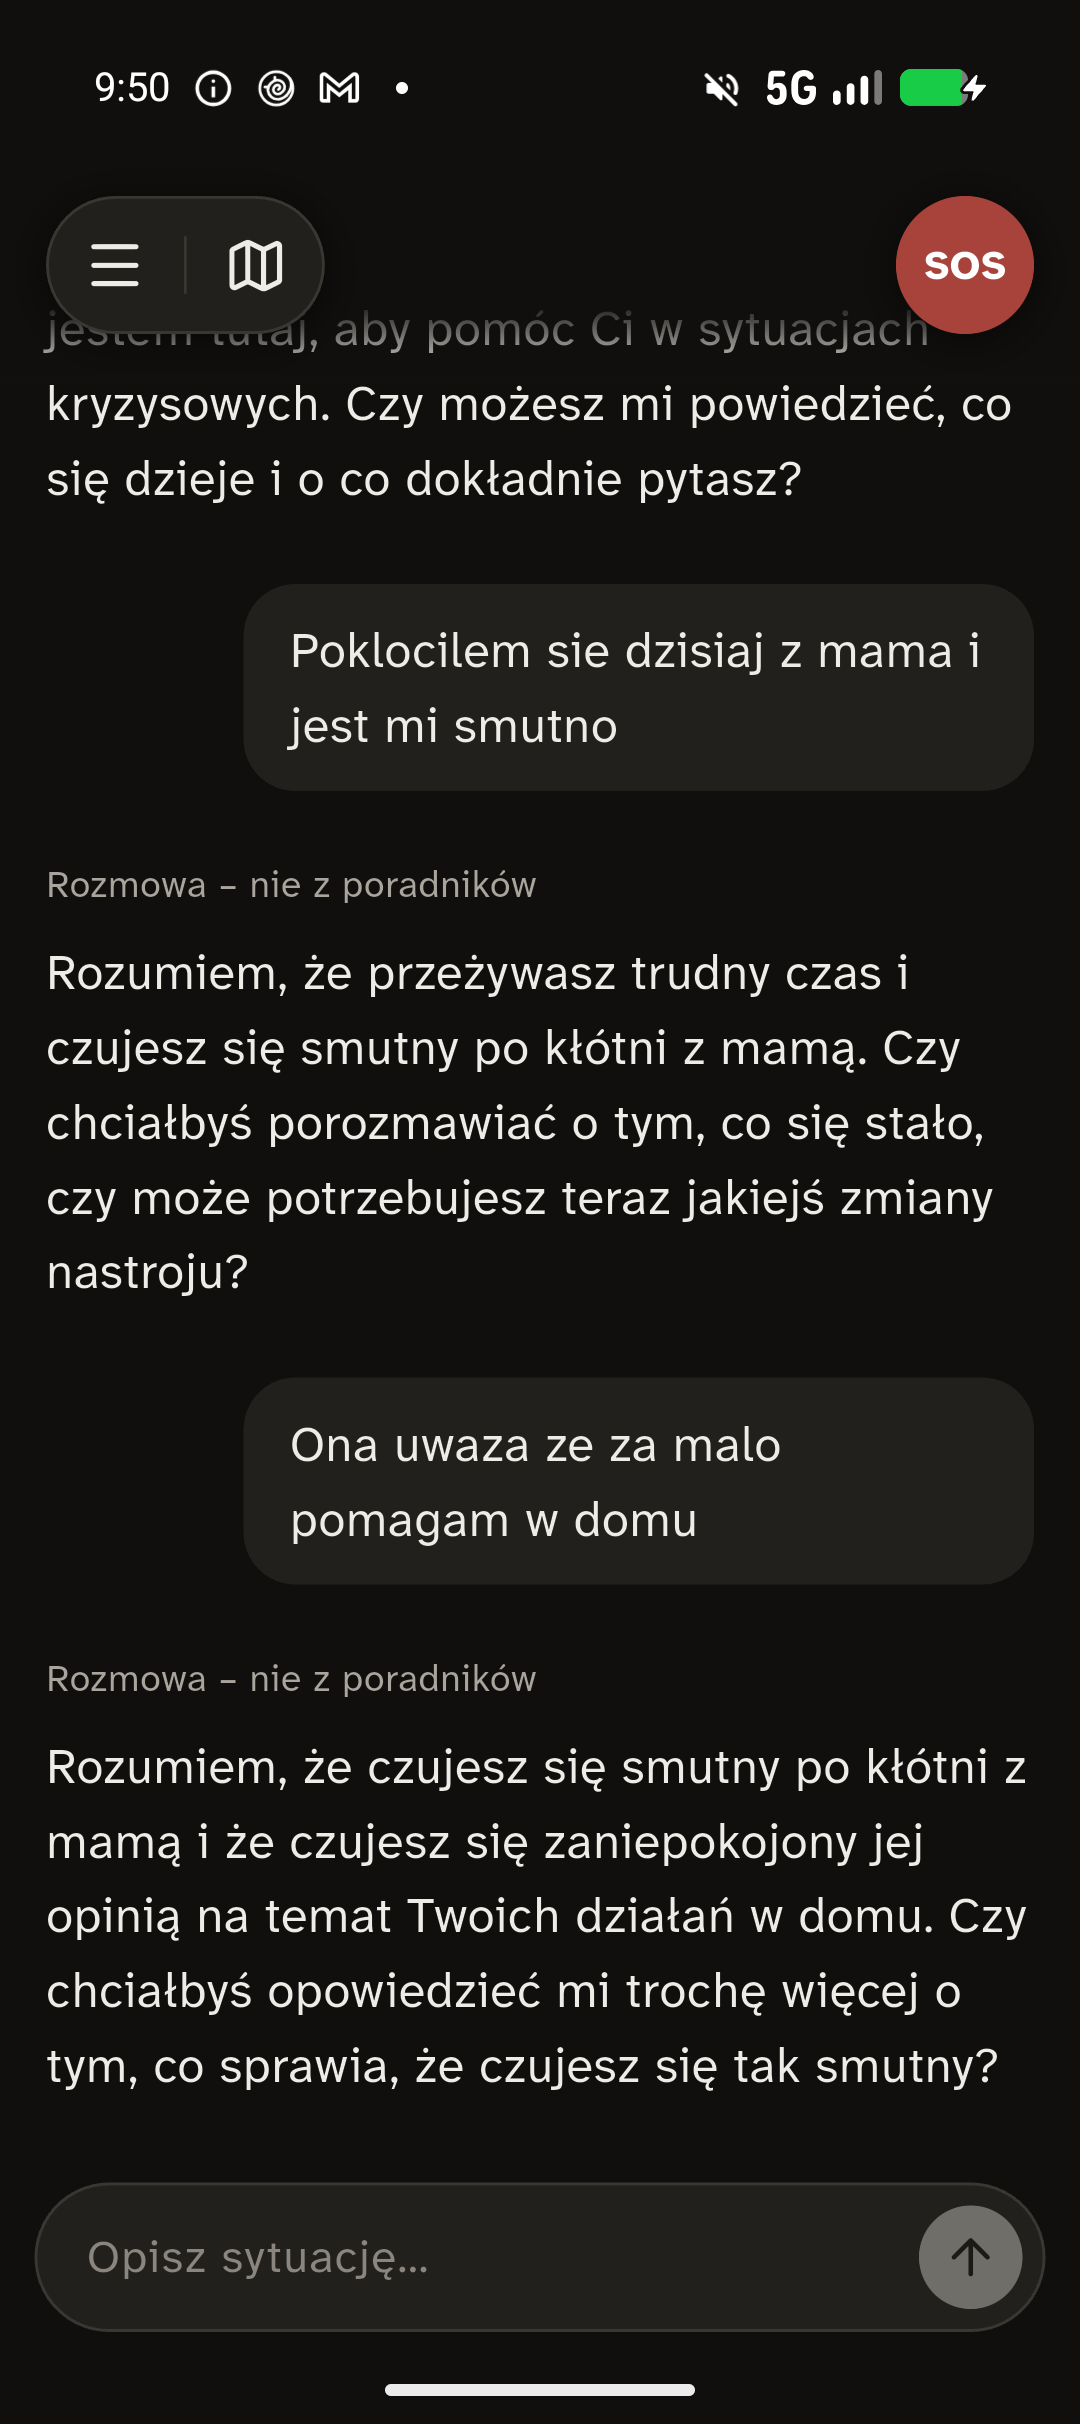 9:50
5G
SOS
jestem tutaj, aby pomóc Ci w sytuacjach
kryzysowych. Czy możesz mi powiedzieć, co
się dzieje i o co dokładnie pytasz?
Poklocilem sie dzisiaj z mama i
jest mi smutno
Rozmowa – nie z poradników
Rozumiem, że przeżywasz trudny czas i
czujesz się smutny po kłótni z mamą. Czy
chciałbyś porozmawiać o tym, co się stało,
czy może potrzebujesz teraz jakiejś zmiany
nastroju?
Ona uwaza ze za malo
pomagam w domu
Rozmowa – nie z poradników
Rozumiem, że czujesz się smutny po kłótni z
mamą i że czujesz się zaniepokojony jej
opinią na temat Twoich działań w domu. Czy
chciałbyś opowiedzieć mi trochę więcej o
tym, co sprawia, że czujesz się tak smutny?
Opisz sytuację...